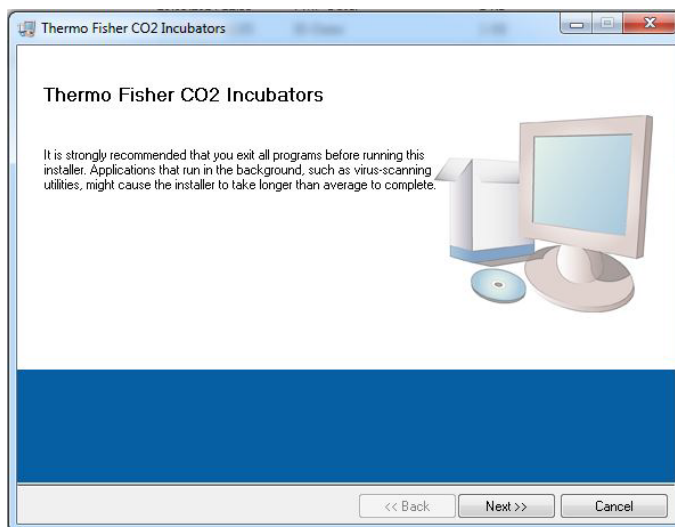 Thermo Fisher CO2 Incubators
Thermo Fisher CO2 Incubators
It is strongly recommended that you exit all programs before running this
installer. Applications that run in the background, such as virus-scanning
utilities, might cause the installer to take longer than average to complete.
<< Back
Next >>
Cancel